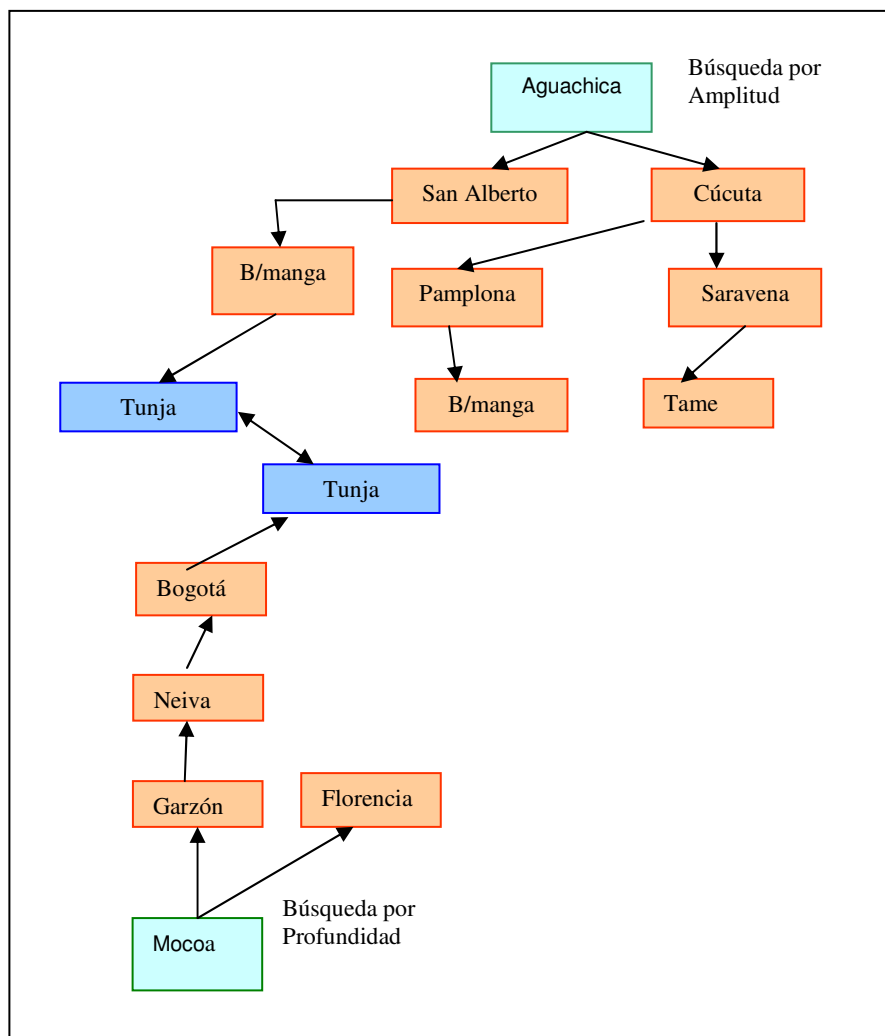 Aguachica
Búsqueda por
Amplitud
San Alberto
Cúcuta
B/manga
Pamplona
Saravena
Tunja
B/manga
Tame
Tunja
Bogotá
Neiva
Garzón
Florencia
Mocoa
Búsqueda por
Profundidad